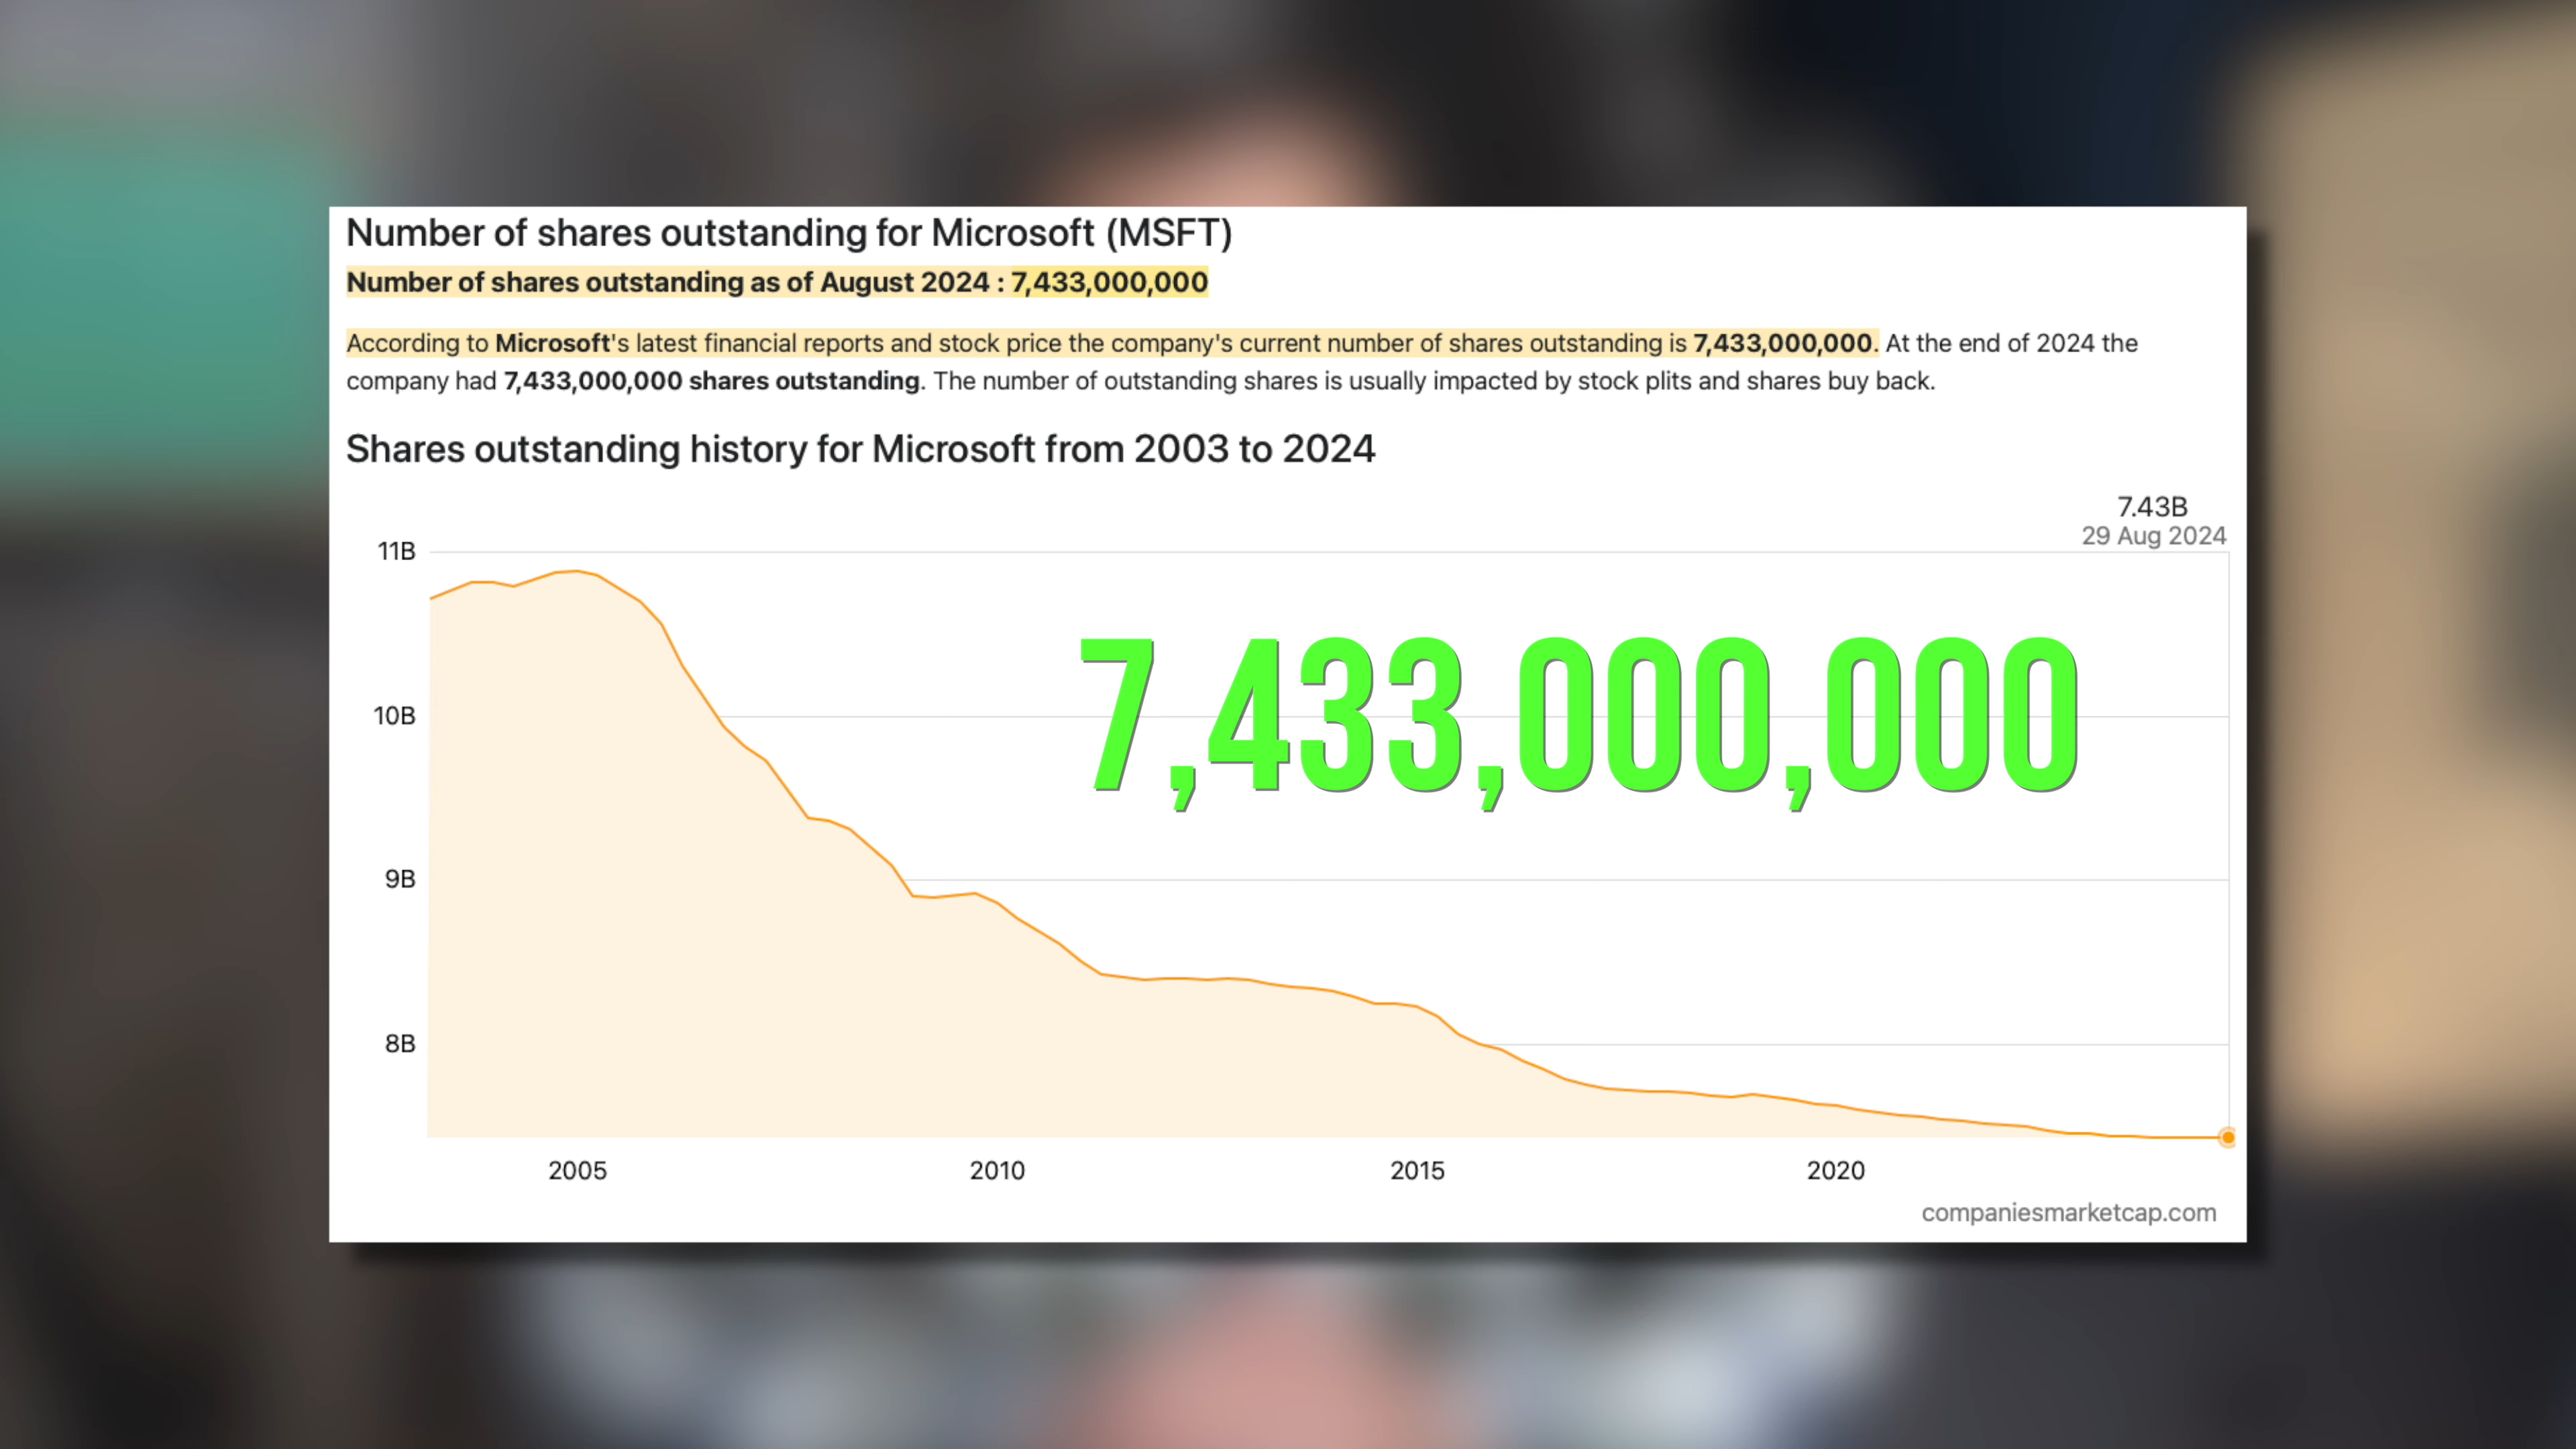 Number of shares outstanding for Microsoft (MSFT)
Number of shares outstanding as of August 2024 : 7,433,000,000
According to Microsoft's latest financial reports and stock price the company's current number of shares outstanding is 7,433,000,000. At the end of 2024 the
company had 7,433,000,000 shares outstanding. The number of outstanding shares is usually impacted by stock plits and shares buy back.
Shares outstanding history for Microsoft from 2003 to 2024
7.43B
29 Aug 2024
11B
7,433,000,000
10B
9B
8B
2005 2010 2015 2020
companiesmarketcap.com